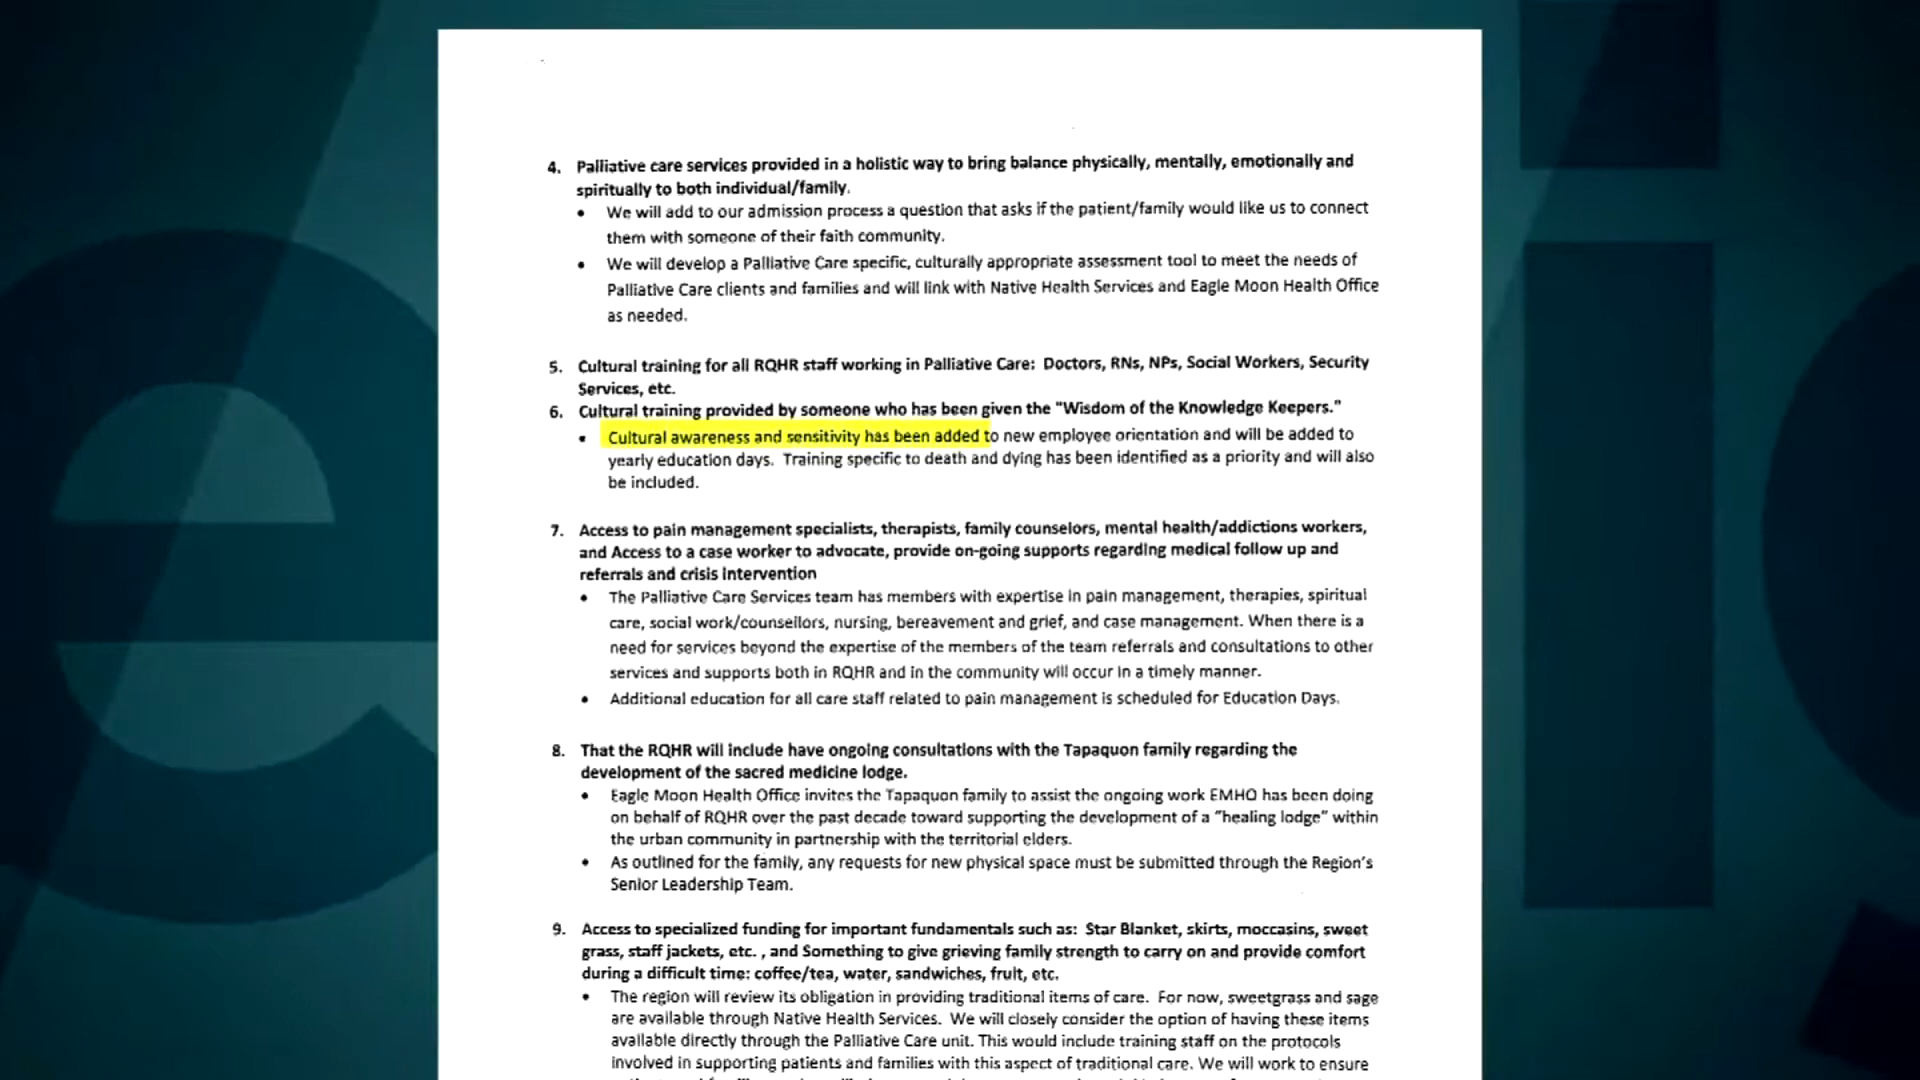 4. Palliative care services provided in a holistic way to bring balance physically, mentally, emotionally and
spiritually to both individual/family.
• We will add to our admission process a question that asks if the patient/family would like us to connect
them with someone of their faith community.
• We will develop a Palliative Care specific, culturally appropriate assessment tool to meet the needs of
Palliative Care clients and families and will link with Native Health Services and Eagle Moon Health Office
as needed.
5. Cultural training for all RQHR staff working in Palliative Care: Doctors, RNs, NPs, Social Workers, Security
Services, etc.
6. Cultural training provided by someone who has been given the "Wisdom of the Knowledge Keepers."
• Cultural awareness and sensitivity has been added to new employee orientation and will be added to
yearly education days. Training specific to death and dying has been identified as a priority and will also
be included.
7. Access to pain management specialists, therapists, family counselors, mental health/addictions workers,
and Access to a case worker to advocate, provide on-going supports regarding medical follow up and
referrals and crisis intervention
• The Palliative Care Services team has members with expertise in pain management, therapies, spiritual
care, social work/counsellors, nursing, bereavement and grief, and case management. When there is a
need for services beyond the expertise of the members of the team referrals and consultations to other
services and supports both in RQHR and in the community will occur in a timely manner.
• Additional education for all care staff related to pain management is scheduled for Education Days.
8. That the RQHR will include have ongoing consultations with the Tapaquon family regarding the
development of the sacred medicine lodge.
• Eagle Moon Health Office invites the Tapaquon family to assist the ongoing work EMHO has been doing
on behalf of RQHR over the past decade toward supporting the development of a "healing lodge" within
the urban community in partnership with the territorial elders.
• As outlined for the family, any requests for new physical space must be submitted through the Region's
Senior Leadership Team.
9. Access to specialized funding for important fundamentals such as: Star Blanket, skirts, moccasins, sweet
grass, staff jackets, etc. , and Something to give grieving family strength to carry on and provide comfort
during a difficult time: coffee/tea, water, sandwiches, fruit, etc.
• The region will review its obligation in providing traditional items of care. For now, sweetgrass and sage
are available through Native Health Services. We will closely consider the option of having these items
available directly through the Palliative Care unit. This would include training staff on the protocols
involved in supporting patients and families with this aspect of traditional care. We will work to ensure